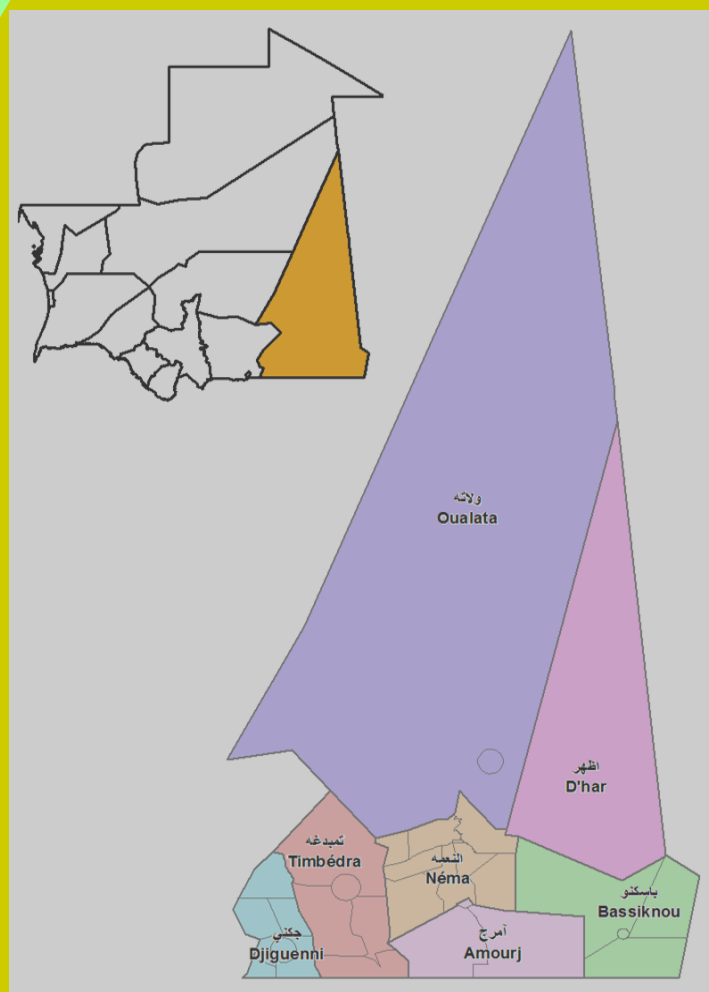 ولاته
Oualata
اظهر
D'har
تمبدغه
Timbédra
النعمه
Néma
باسكنو
Bassiknou
جكني
Djiguenni
آمرج
Amourj